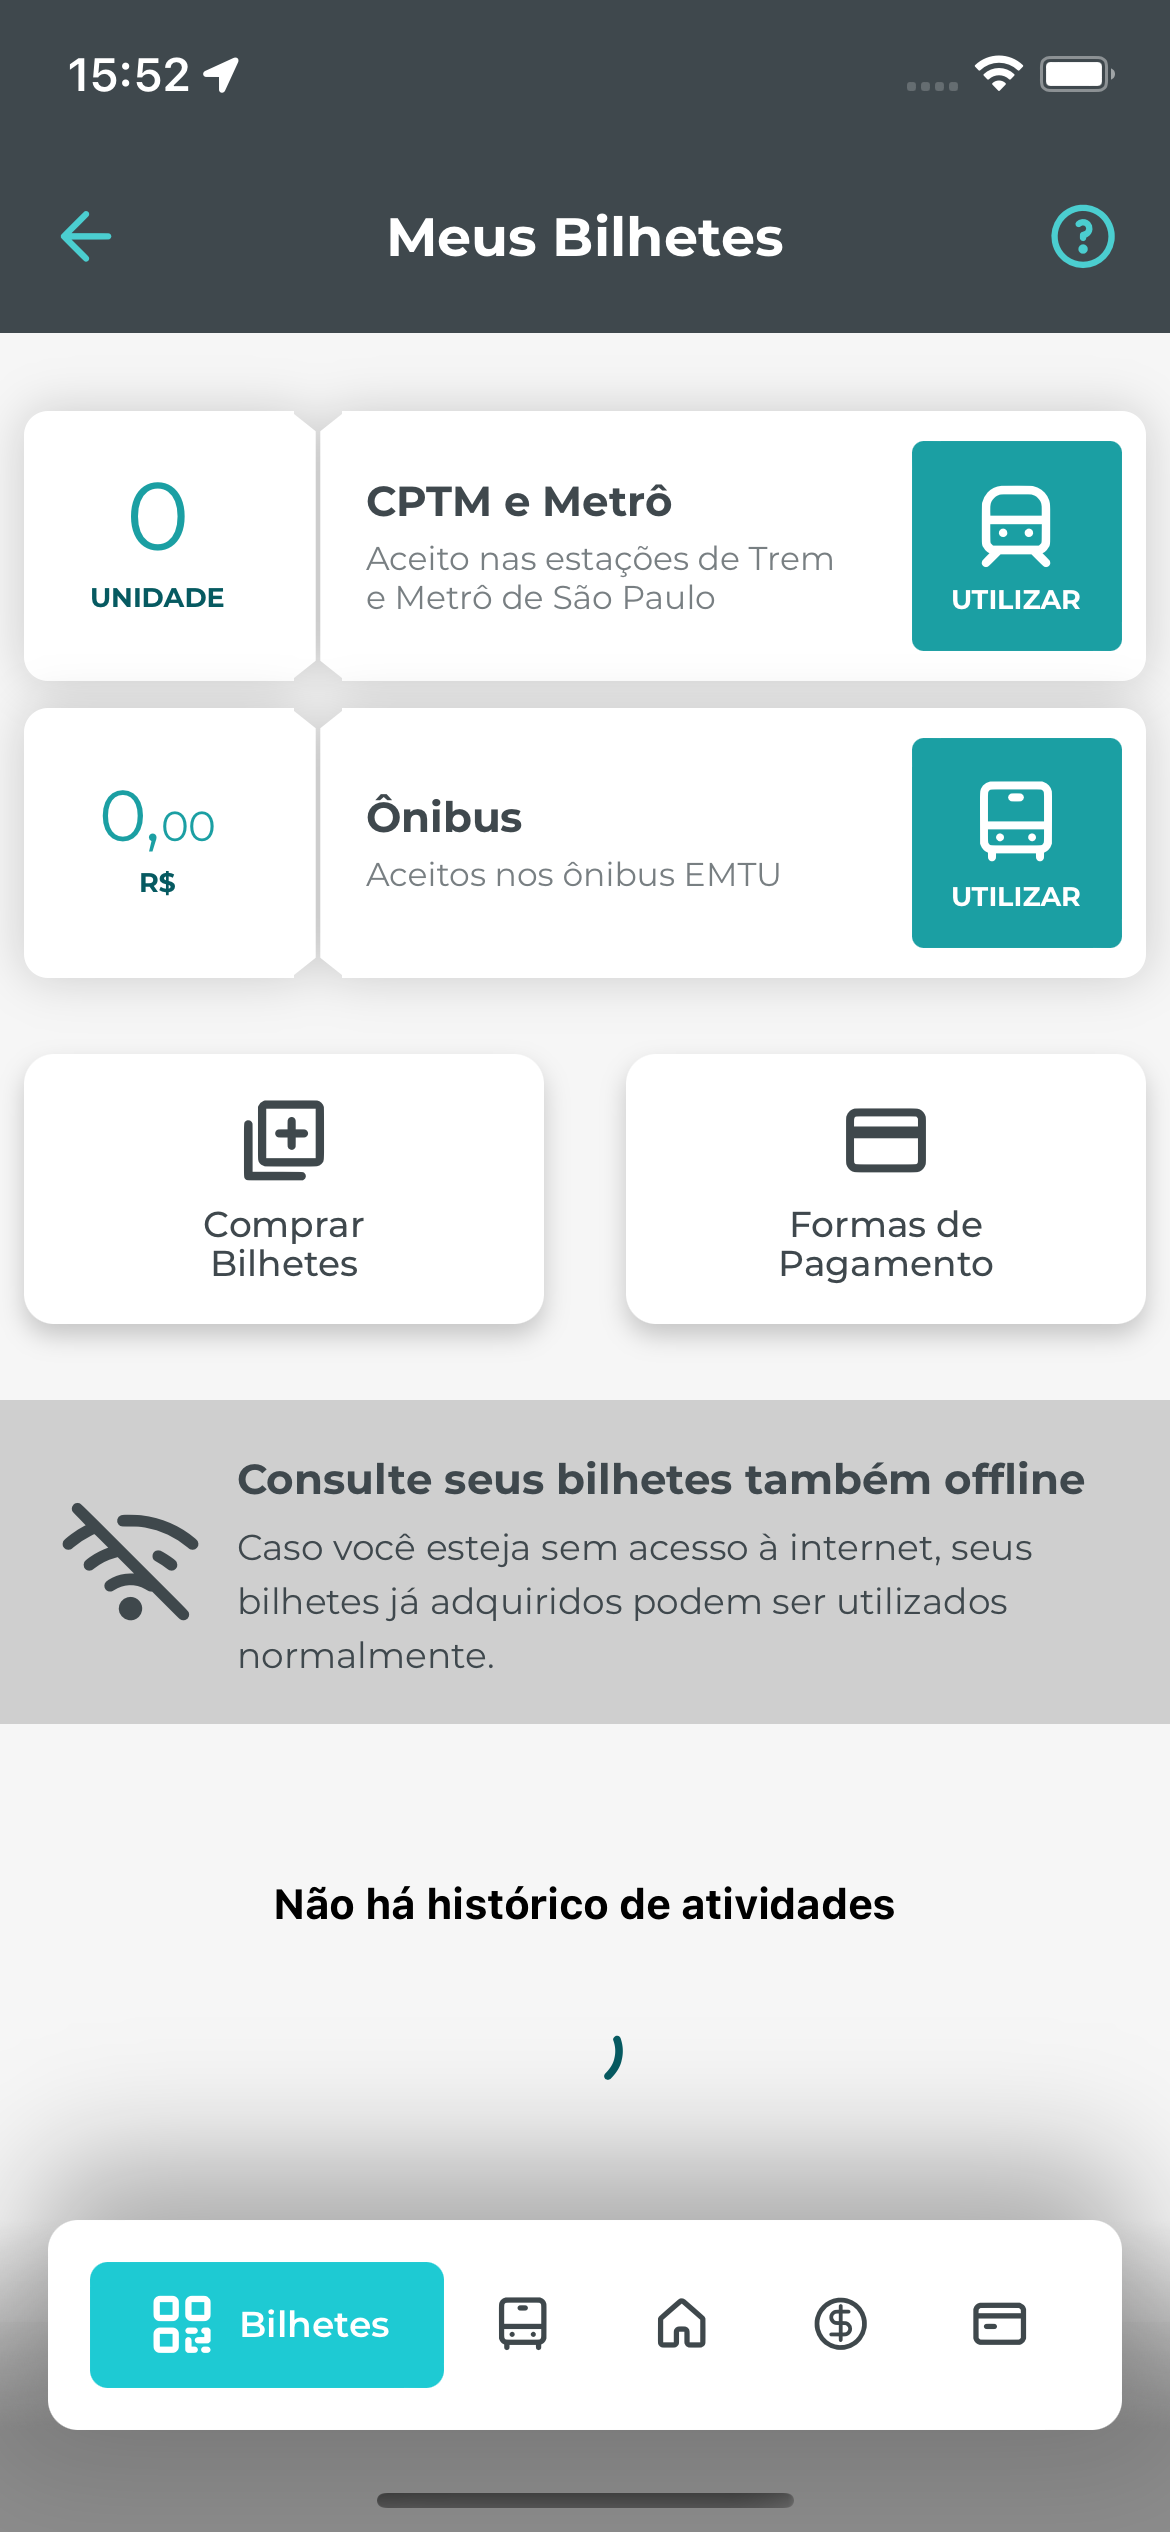 15:52
Meus Bilhetes
0
UNIDADE
CPTM e Metrô
Aceito nas estações de Trem
e Metrô de São Paulo
UTILIZAR
0,00
R$
Ônibus
Aceitos nos ônibus EMTU
UTILIZAR
Comprar
Bilhetes
Formas de
Pagamento
Consulte seus bilhetes também offline
Caso você esteja sem acesso à internet, seus
bilhetes já adquiridos podem ser utilizados
normalmente.
Não há histórico de atividades
Bilhetes